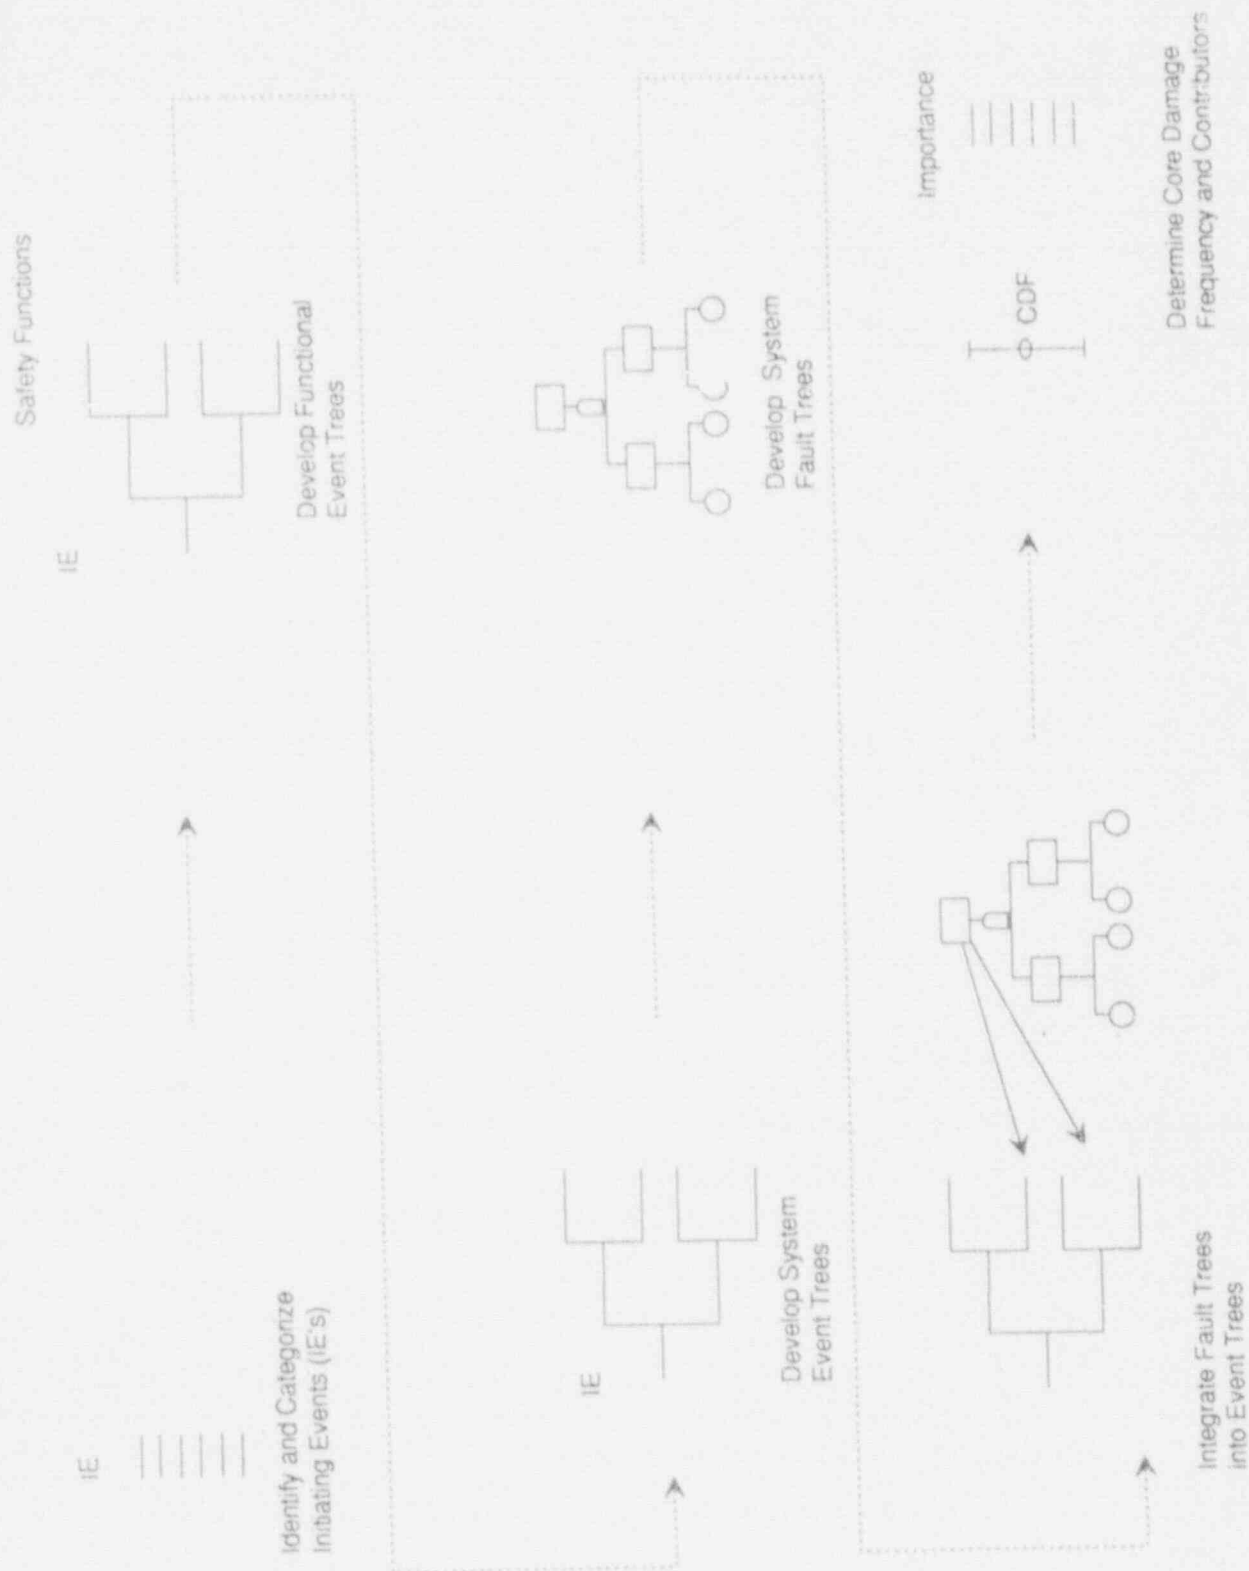 IE
Identify and Categorize
Initiating Events (IE's)
IE
Safety Functions
Develop Functional
Event Trees
IE
Develop System
Event Trees
Develop System
Fault Trees
Integrate Fault Trees
into Event Trees
CDF
Importance
Determine Core Damage
Frequency and Contributors